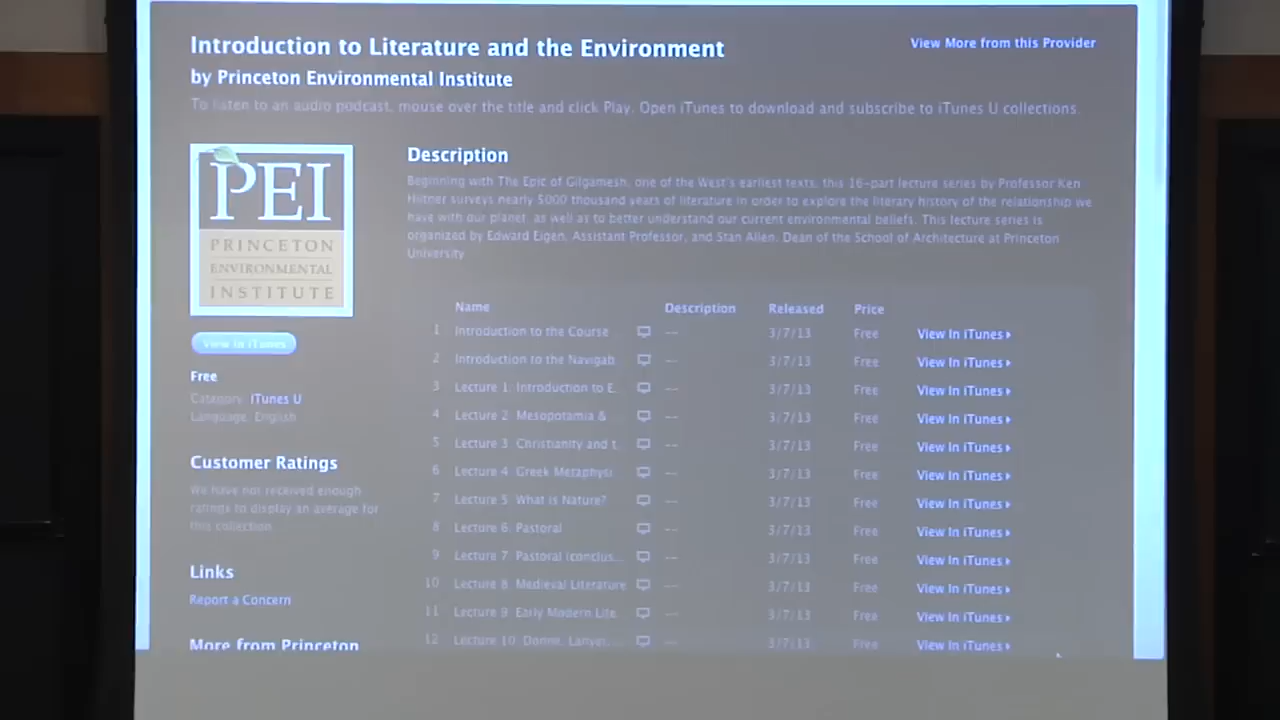 Introduction to Literature and the Environment
View More from this Provider
by Princeton Environmental Institute
To listen to an audio podcast, mouse over the title and click Play. Open iTunes to download and subscribe to iTunes U collections.
PEI
PRINCETON
ENVIRONMENTAL
INSTITUTE
View in iTunes
Free
Category: iTunes U
Language: English
Customer Ratings
We have not received enough
ratings to display an average for
this collection.
Links
Report a Concern
More from Princeton
Description
Beginning with The Epic of Gilgamesh, one of the West's earliest texts, this 16-part lecture series by Professor Ken
Hiltner surveys nearly 5000 thousand years of literature in order to explore the literary history of the relationship we
have with our planet, as well as to better understand our current environmental beliefs. This lecture series is
organized by Edward Eigen, Assistant Professor, and Stan Allen, Dean of the School of Architecture at Princeton
University
Name Description Released Price
1 Introduction to the Course --- 3/7/13 Free View In iTunes
2 Introduction to the Navigab --- 3/7/13 Free View In iTunes
3 Lecture 1: Introduction to E... --- 3/7/13 Free View In iTunes
4 Lecture 2: Mesopotamia & --- 3/7/13 Free View In iTunes
5 Lecture 3: Christianity and t... --- 3/7/13 Free View In iTunes
6 Lecture 4: Greek Metaphysi --- 3/7/13 Free View In iTunes
7 Lecture 5: What is Nature? --- 3/7/13 Free View In iTunes
8 Lecture 6: Pastoral --- 3/7/13 Free View In iTunes
9 Lecture 7: Pastoral (conclus... --- 3/7/13 Free View In iTunes
10 Lecture 8: Medieval Literature --- 3/7/13 Free View In iTunes
11 Lecture 9: Early Modern Lite --- 3/7/13 Free View In iTunes
12 Lecture 10: Donne, Lanyer, ... --- 3/7/13 Free View In iTunes